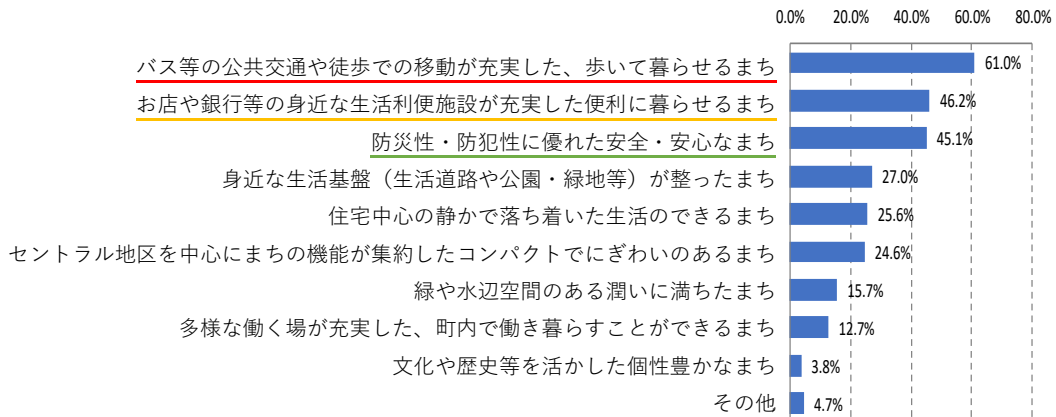 0.0% 20.0% 40.0% 60.0% 80.0%
バス等の公共交通や徒歩での移動が充実した、歩いて暮らせるまち 61.0%
お店や銀行等の身近な生活利便施設が充実した便利に暮らせるまち 46.2%
防災性・防犯性に優れた安全・安心なまち 45.1%
身近な生活基盤（生活道路や公園・緑地等）が整ったまち 27.0%
住宅中心の静かで落ち着いた生活のできるまち 25.6%
セントラル地区を中心にまちの機能が集約したコンパクトでにぎわいのあるまち 24.6%
緑や水辺空間のある潤いに満ちたまち 15.7%
多様な働く場が充実した、町内で働き暮らすことができるまち 12.7%
文化や歴史等を活かした個性豊かなまち 3.8%
その他 4.7%